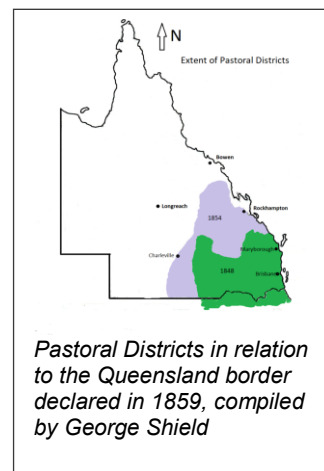 N
Extent of Pastoral Districts
Bowen
Longreach
Rockhampton
1854
Maryborough
Charleville
1848
Brisbane
Pastoral Districts in relation
to the Queensland border
declared in 1859, compiled
by George Shield